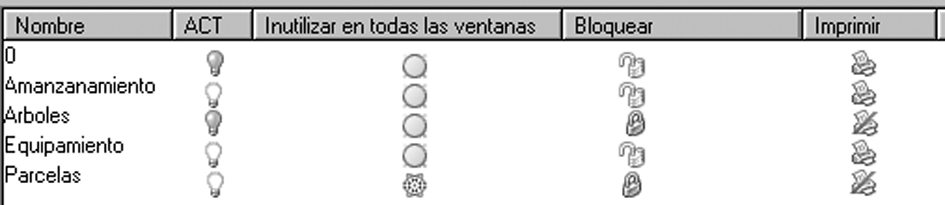 Nombre ACT Inutilizar en todas las ventanas Bloquear Imprimir
0
Amanzanamiento
Arboles
Equipamiento
Parcelas